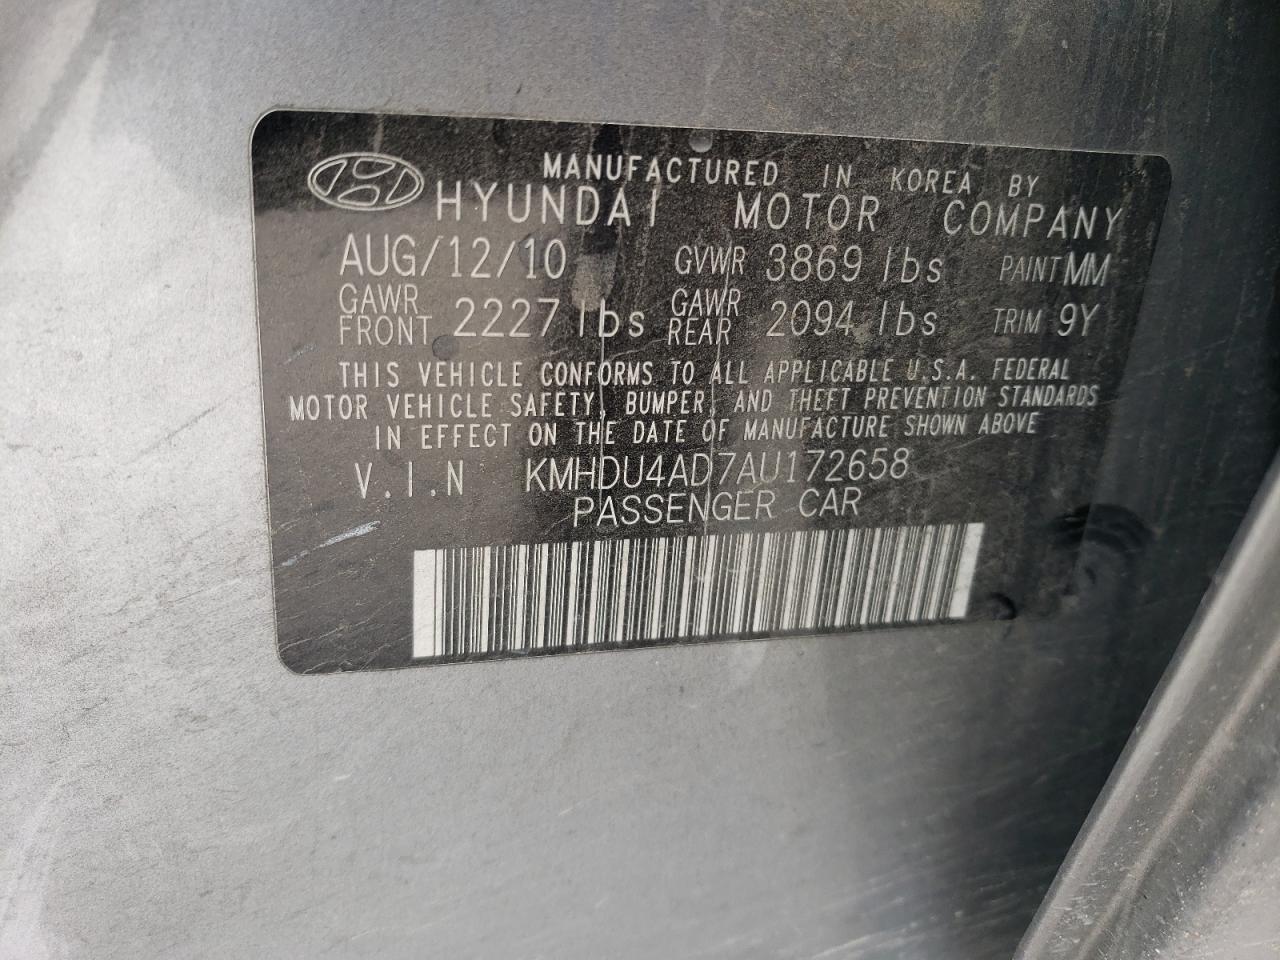 MANUFACTURED IN KOREA BY
HYUNDAI MOTOR COMPANY
AUG/12/10 GVWR 3869 lbs PAINT MM
GAWR FRONT 2227 lbs GAWR REAR 2094 lbs TRIM 9Y
THIS VEHICLE CONFORMS TO ALL APPLICABLE U.S.A. FEDERAL
MOTOR VEHICLE SAFETY, BUMPER, AND THEFT PREVENTION STANDARDS
IN EFFECT ON THE DATE OF MANUFACTURE SHOWN ABOVE
V.I.N KMHDU4AD7AU172658
PASSENGER CAR